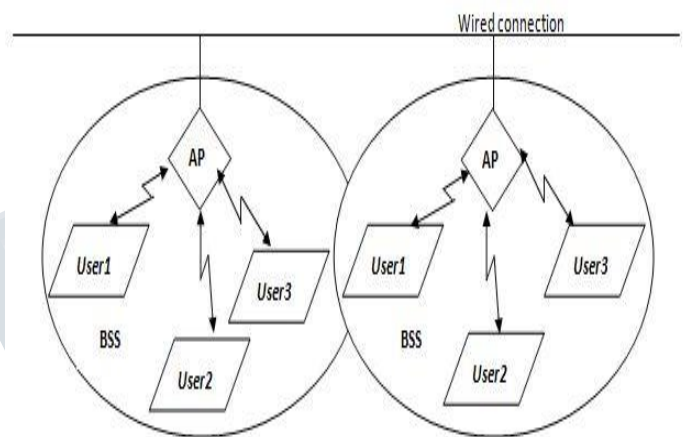 Wired connection
AP
AP
User1
User3
User2
BSS
User1
User3
User2
BSS